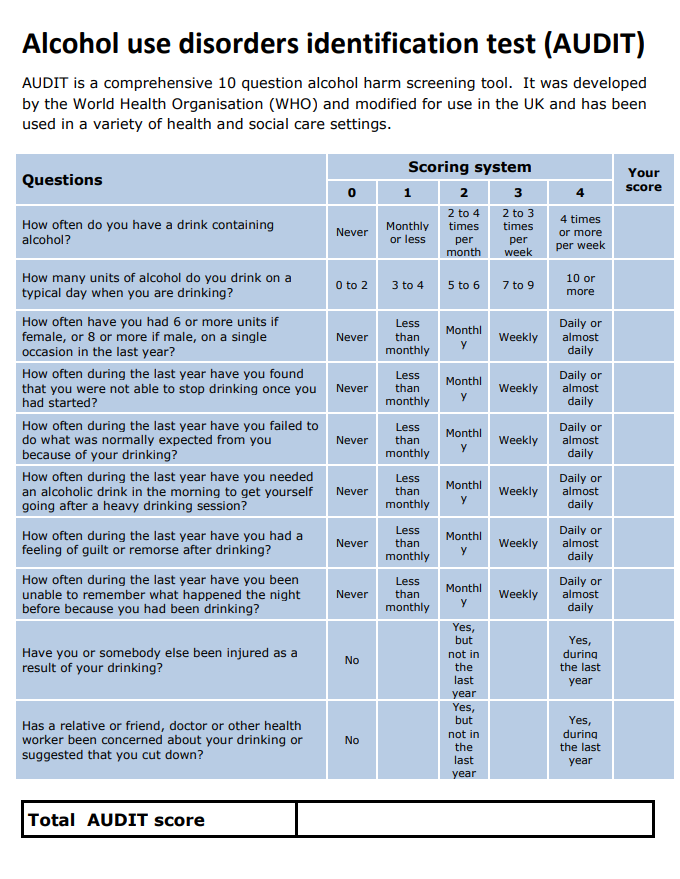 Alcohol use disorders identification test (AUDIT)
AUDIT is a comprehensive 10 question alcohol harm screening tool.  It was developed
by the World Health Organisation (WHO) and modified for use in the UK and has been
used in a variety of health and social care settings.
Questions
Scoring system
Your
score
0
1
2
3
4
How often do you have a drink containing
alcohol?
Never
Monthly
or less
2 to 4
times
per
month
2 to 3
times
per
week
4 times
or more
per week
How many units of alcohol do you drink on a
typical day when you are drinking?
0 to 2
3 to 4
5 to 6
7 to 9
10 or
more
How often have you had 6 or more units if
female, or 8 or more if male, on a single
occasion in the last year?
Never
Less
than
monthly
Monthl
y
Weekly
Daily or
almost
daily
How often during the last year have you found
that you were not able to stop drinking once you
had started?
Never
Less
than
monthly
Monthl
y
Weekly
Daily or
almost
daily
How often during the last year have you failed to
do what was normally expected from you
because of your drinking?
Never
Less
than
monthly
Monthl
y
Weekly
Daily or
almost
daily
How often during the last year have you needed
an alcoholic drink in the morning to get yourself
going after a heavy drinking session?
Never
Less
than
monthly
Monthl
y
Weekly
Daily or
almost
daily
How often during the last year have you had a
feeling of guilt or remorse after drinking?
Never
Less
than
monthly
Monthl
y
Weekly
Daily or
almost
daily
How often during the last year have you been
unable to remember what happened the night
before because you had been drinking?
Never
Less
than
monthly
Monthl
y
Weekly
Daily or
almost
daily
Have you or somebody else been injured as a
result of your drinking?
No
Yes,
but
not in
the
last
year
Yes,
during
the last
year
Has a relative or friend, doctor or other health
worker been concerned about your drinking or
suggested that you cut down?
No
Yes,
but
not in
the
last
year
Yes,
during
the last
year
Total  AUDIT score